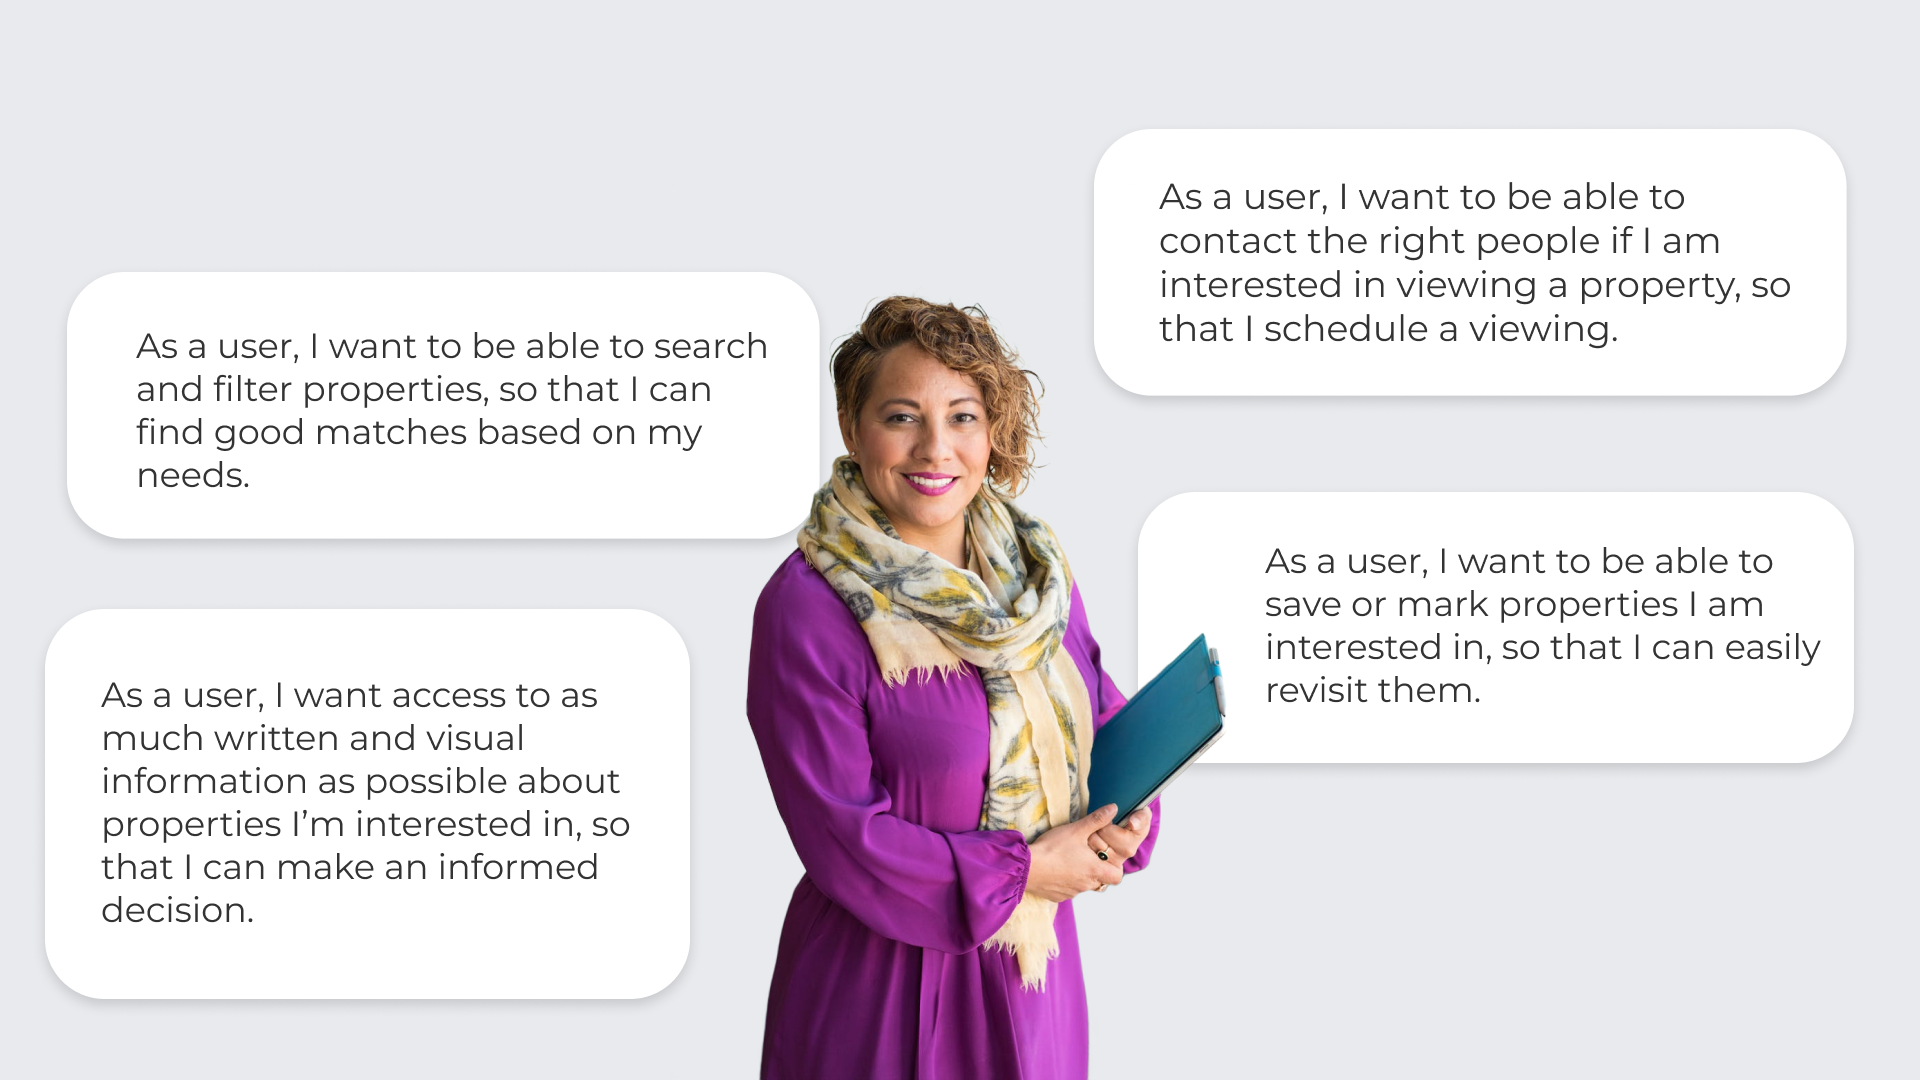 As a user, I want to be able to search
and filter properties, so that I can
find good matches based on my
needs.
As a user, I want access to as
much written and visual
information as possible about
properties I’m interested in, so
that I can make an informed
decision.
As a user, I want to be able to
contact the right people if I am
interested in viewing a property, so
that I schedule a viewing.
As a user, I want to be able to
save or mark properties I am
interested in, so that I can easily
revisit them.